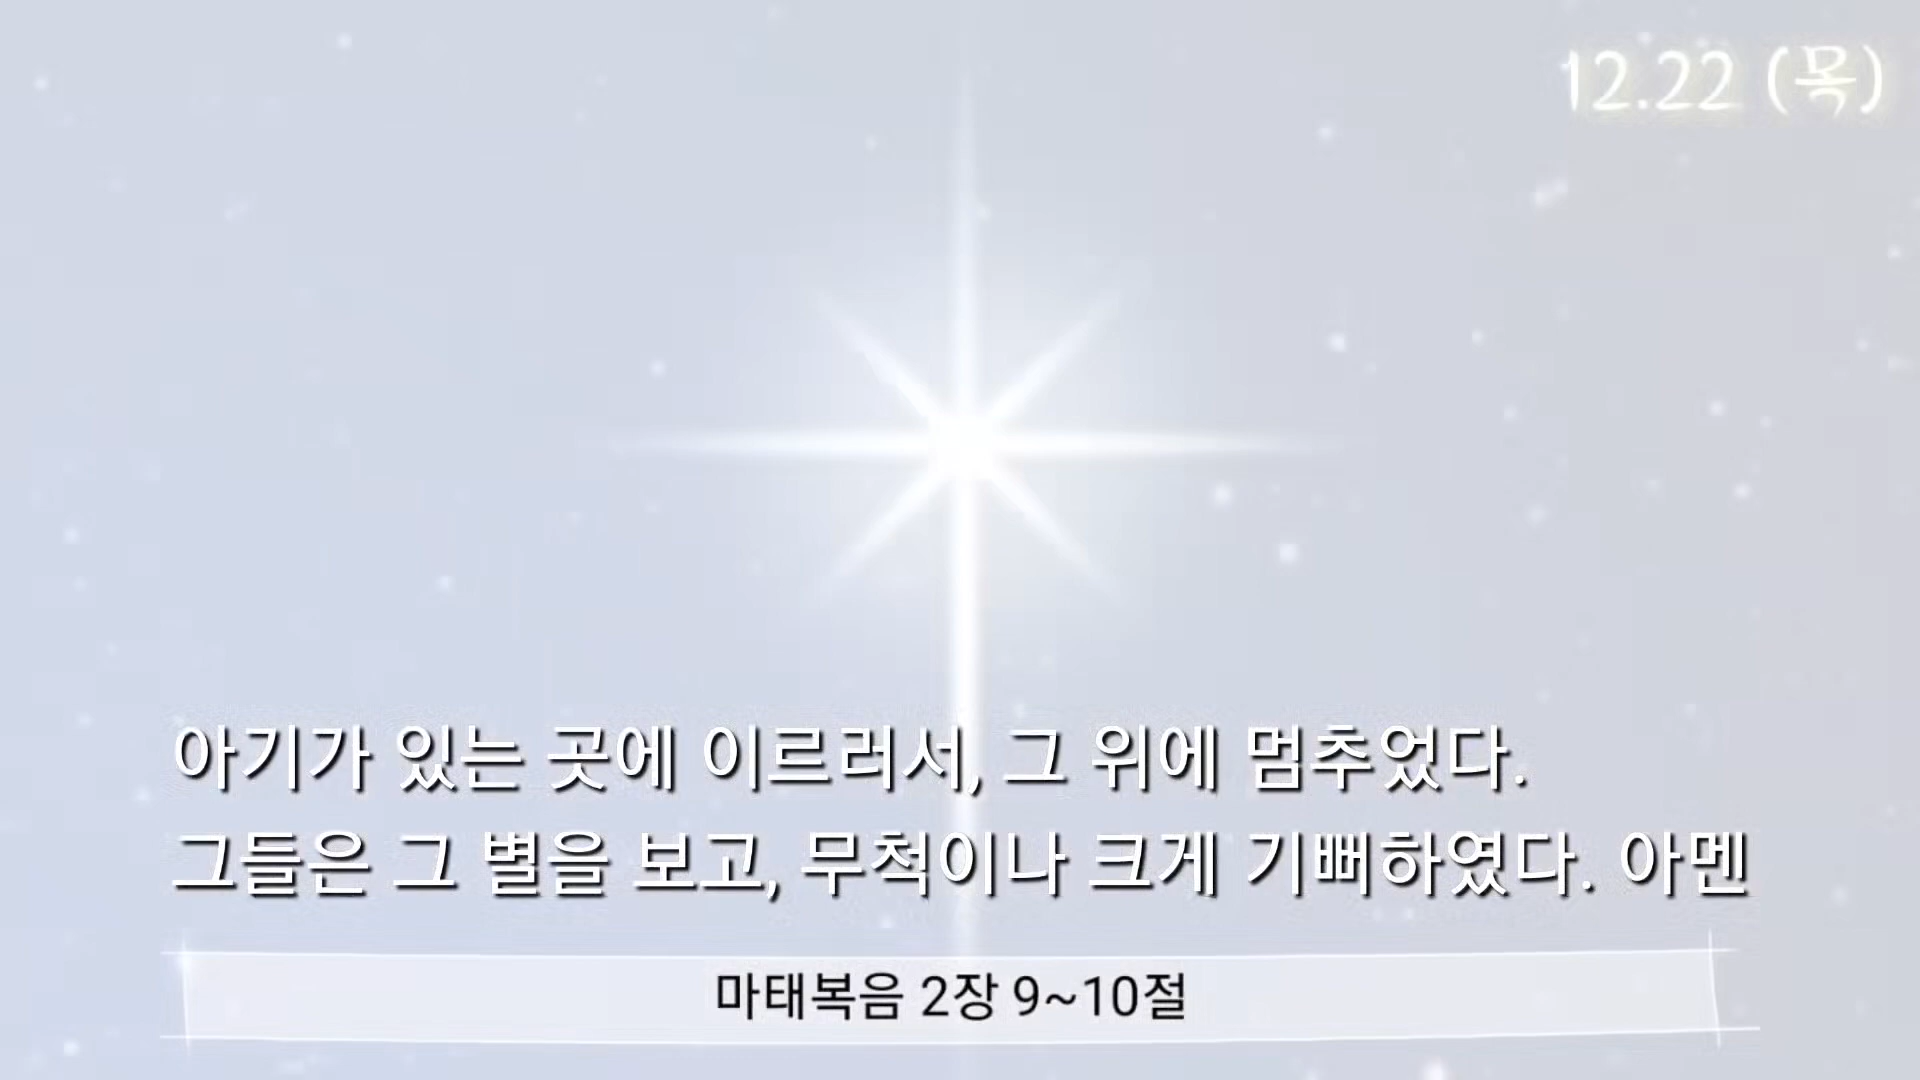 12.22 (목)
아기가 있는 곳에 이르러서, 그 위에 멈추었다.
그들은 그 별을 보고, 무척이나 크게 기뻐하였다. 아멘
마태복음 2장 9~10절